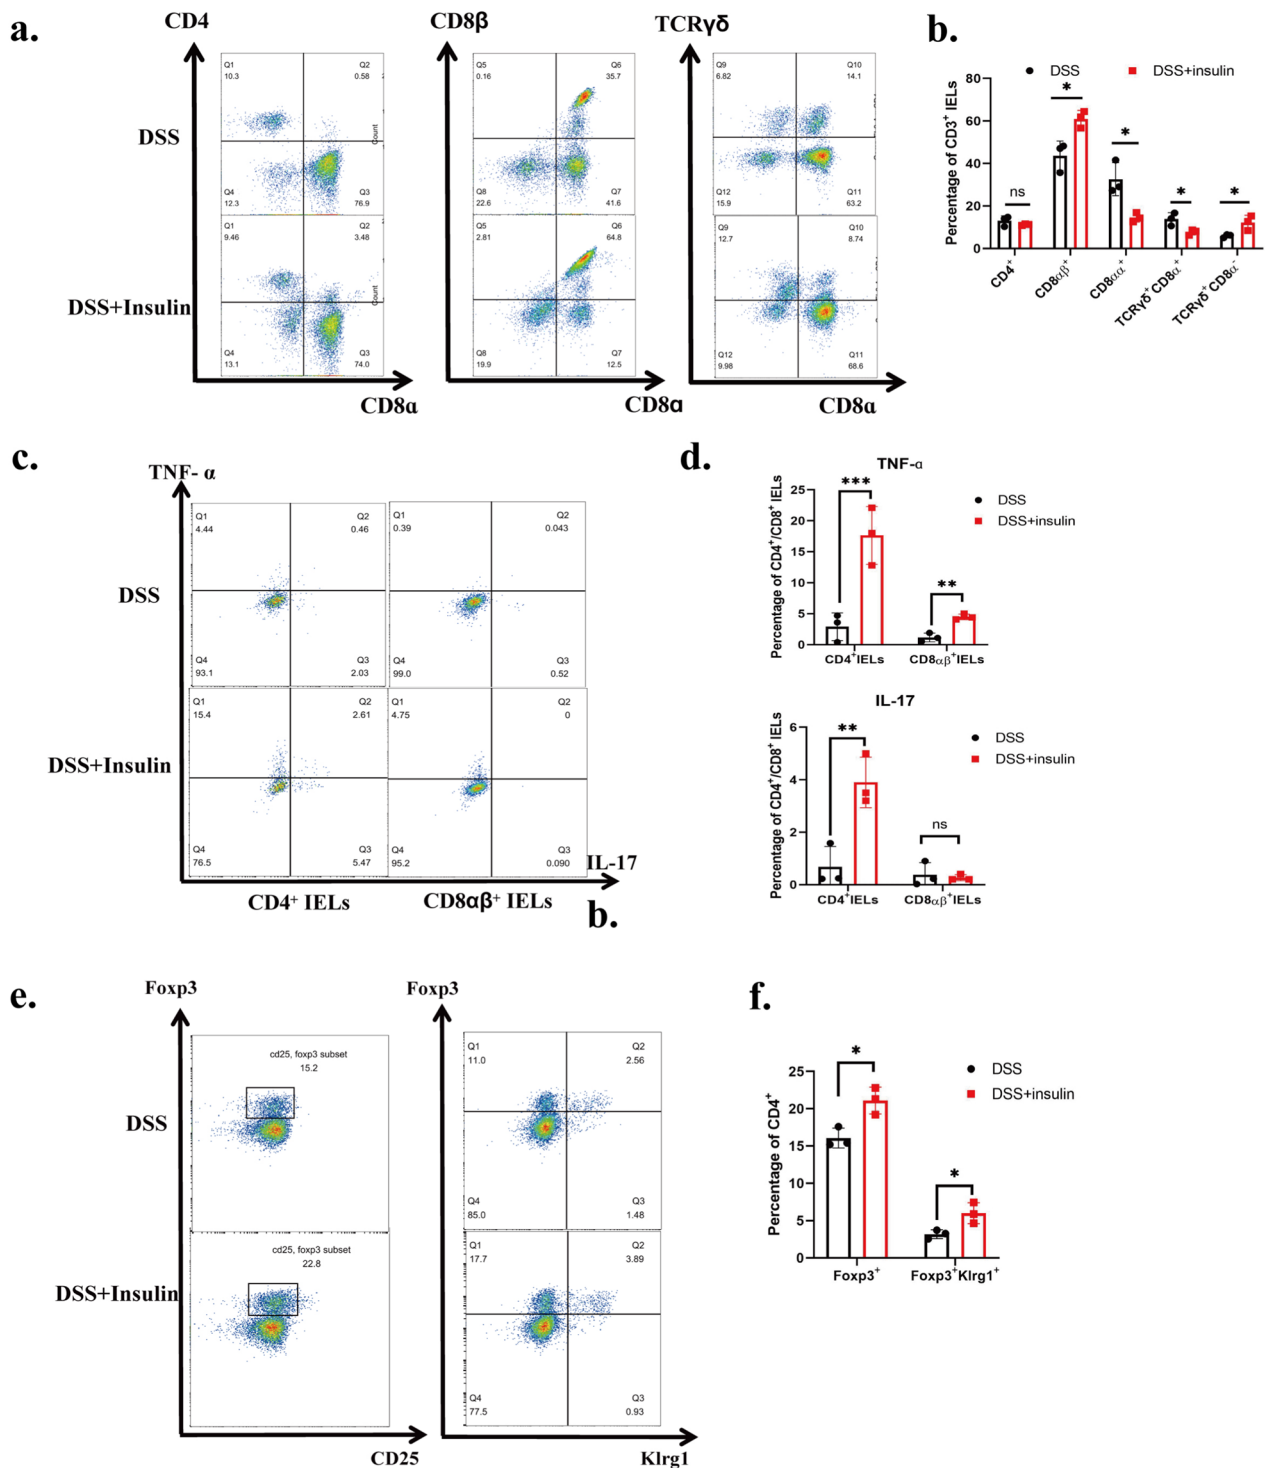 a.
CD4
CD8β
TCRγδ
DSS
DSS+Insulin
Q1
10.3
Q2
0.58
Q4
12.3
Q3
76.9
Count
Q1
9.46
Q2
3.48
Q4
13.1
Q3
74.0
Count
CD8α
Q5
0.16
Q6
35.7
Q8
22.6
Q7
41.6
Q5
2.81
Q6
64.8
Q8
19.9
Q7
12.5
CD8α
Q9
6.82
Q10
14.1
Q12
15.9
Q11
63.2
Q9
12.7
Q10
8.74
Q12
9.98
Q11
68.6
CD8α
b.
DSS
DSS+insulin
Percentage of CD3⁺ IELs
80
60
40
20
0
ns
*
*
*
*
CD4⁺
CD8αβ⁺
CD8αα⁺
TCRγδ⁺CD8α⁺
TCRγδ⁺CD8α⁻
c.
TNF- α
DSS
DSS+Insulin
Q1
4.44
Q2
0.46
Q4
93.1
Q3
2.03
Q1
0.39
Q2
0.043
Q4
99.0
Q3
0.52
Q1
15.4
Q2
2.61
Q4
76.5
Q3
5.47
Q1
4.75
Q2
0
Q4
95.2
Q3
0.090
IL-17
CD4⁺ IELs
CD8αβ⁺ IELs
b.
d.
TNF-α
DSS
DSS+insulin
Percentage of CD4⁺/CD8⁺ IELs
25
20
15
10
5
0
***
**
CD4⁺IELs
CD8αβ⁺IELs
IL-17
DSS
DSS+insulin
Percentage of CD4⁺/CD8⁺ IELs
6
4
2
0
**
ns
CD4⁺IELs
CD8αβ⁺IELs
e.
Foxp3
Foxp3
DSS
DSS+Insulin
cd25, foxp3 subset
15.2
cd25, foxp3 subset
22.8
CD25
Q1
11.0
Q2
2.56
Q4
85.0
Q3
1.48
Q1
17.7
Q2
3.89
Q4
77.5
Q3
0.93
Klrg1
f.
DSS
DSS+insulin
Percentage of CD4⁺
25
20
15
10
5
0
*
*
Foxp3⁺
Foxp3⁺Klrg1⁺